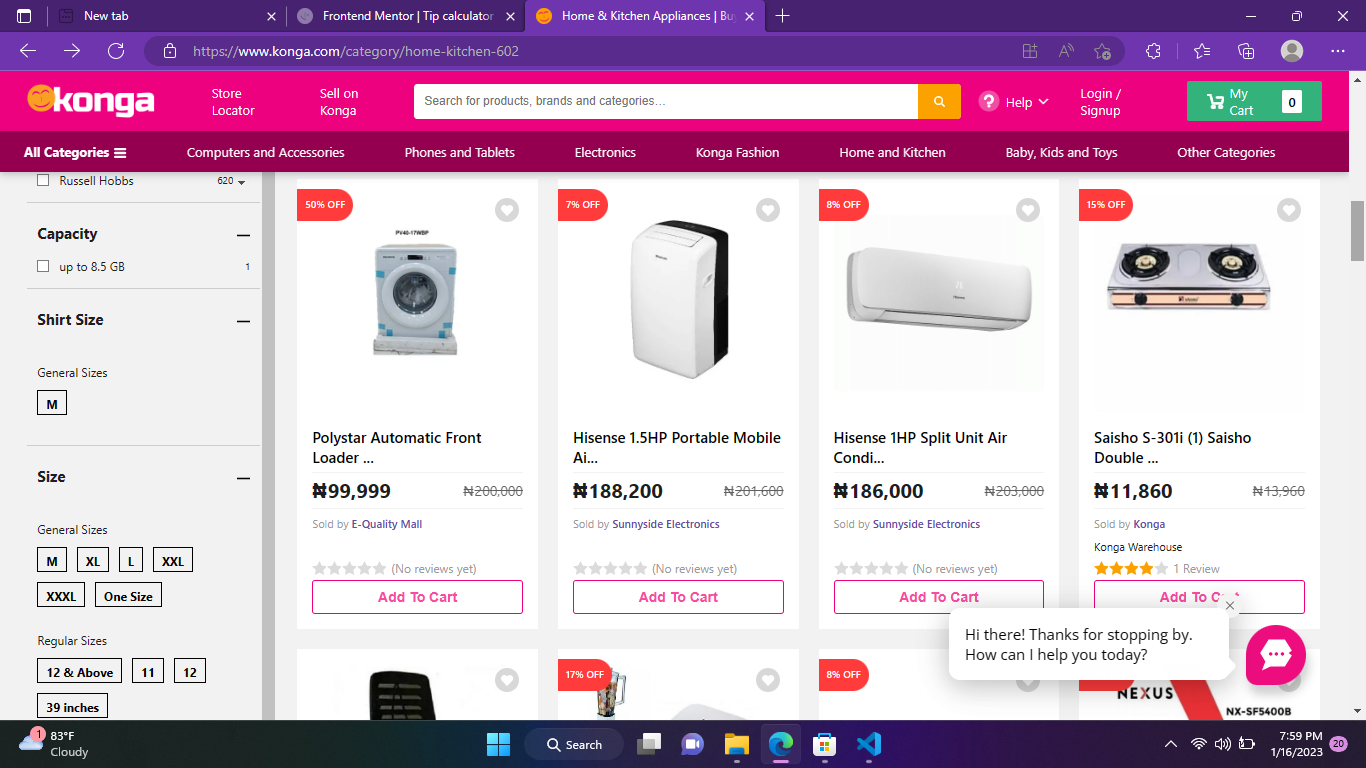 New tab
Frontend Mentor | Tip calculator
Home & Kitchen Appliances | Buy
https://www.konga.com/category/home-kitchen-602
konga
Store
Locator
Sell on
Konga
Search for products, brands and categories…
? Help
Login /
Signup
My
Cart
0
All Categories
Computers and Accessories
Phones and Tablets
Electronics
Konga Fashion
Home and Kitchen
Baby, Kids and Toys
Other Categories
Russell Hobbs 620
Capacity
up to 8.5 GB 1
Shirt Size
General Sizes
M
Size
General Sizes
M XL L XXL
XXXL One Size
Regular Sizes
12 & Above 11 12
39 inches
50% OFF
PV40-17WBP
Polystar Automatic Front
Loader ...
₦99,999 ₦200,000
Sold by E-Quality Mall
(No reviews yet)
Add To Cart
7% OFF
Hisense
Hisense 1.5HP Portable Mobile
Ai...
₦188,200 ₦201,600
Sold by Sunnyside Electronics
(No reviews yet)
Add To Cart
8% OFF
Hisense
Hisense 1HP Split Unit Air
Condi...
₦186,000 ₦203,000
Sold by Sunnyside Electronics
(No reviews yet)
Add To Cart
15% OFF
Saisho S-301i (1) Saisho
Double ...
₦11,860 ₦13,960
Sold by Konga
Konga Warehouse
1 Review
Add To C
Hi there! Thanks for stopping by.
How can I help you today?
17% OFF
8% OFF
NEXUS
NX-SF5400B
1
83°F
Cloudy
Search
7:59 PM
1/16/2023
20